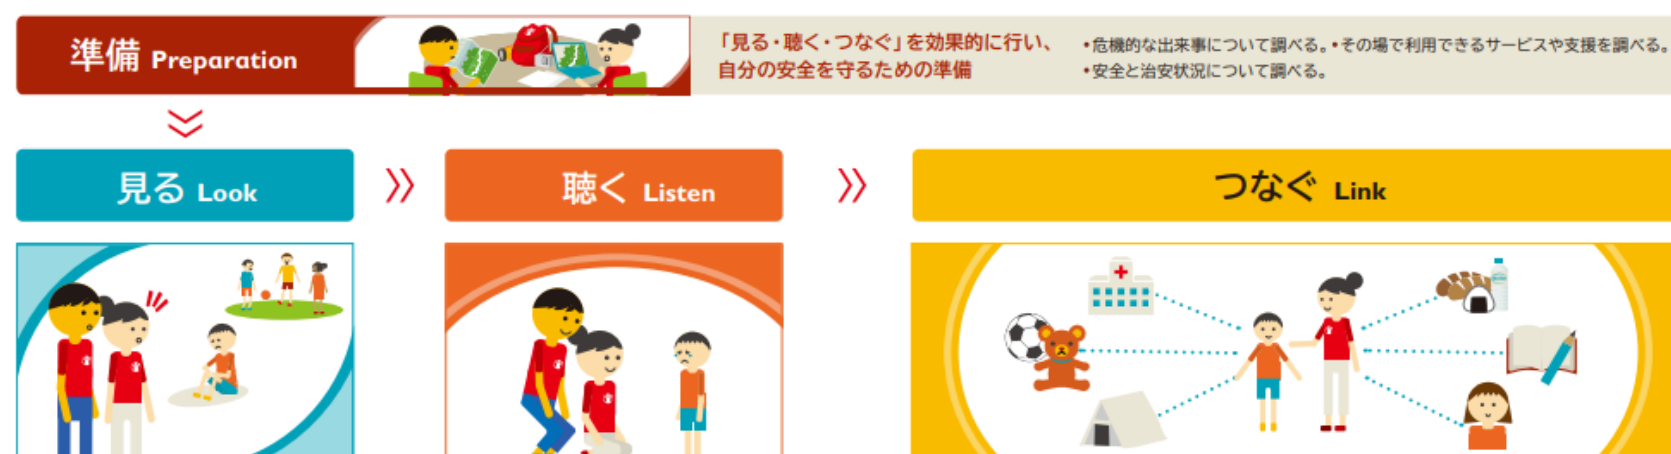 準備 Preparation
「見る・聴く・つなぐ」を効果的に行い、
自分の安全を守るための準備
•危機的な出来事について調べる。•その場で利用できるサービスや支援を調べる。
•安全と治安状況について調べる。
見る Look
聴く Listen
つなぐ Link